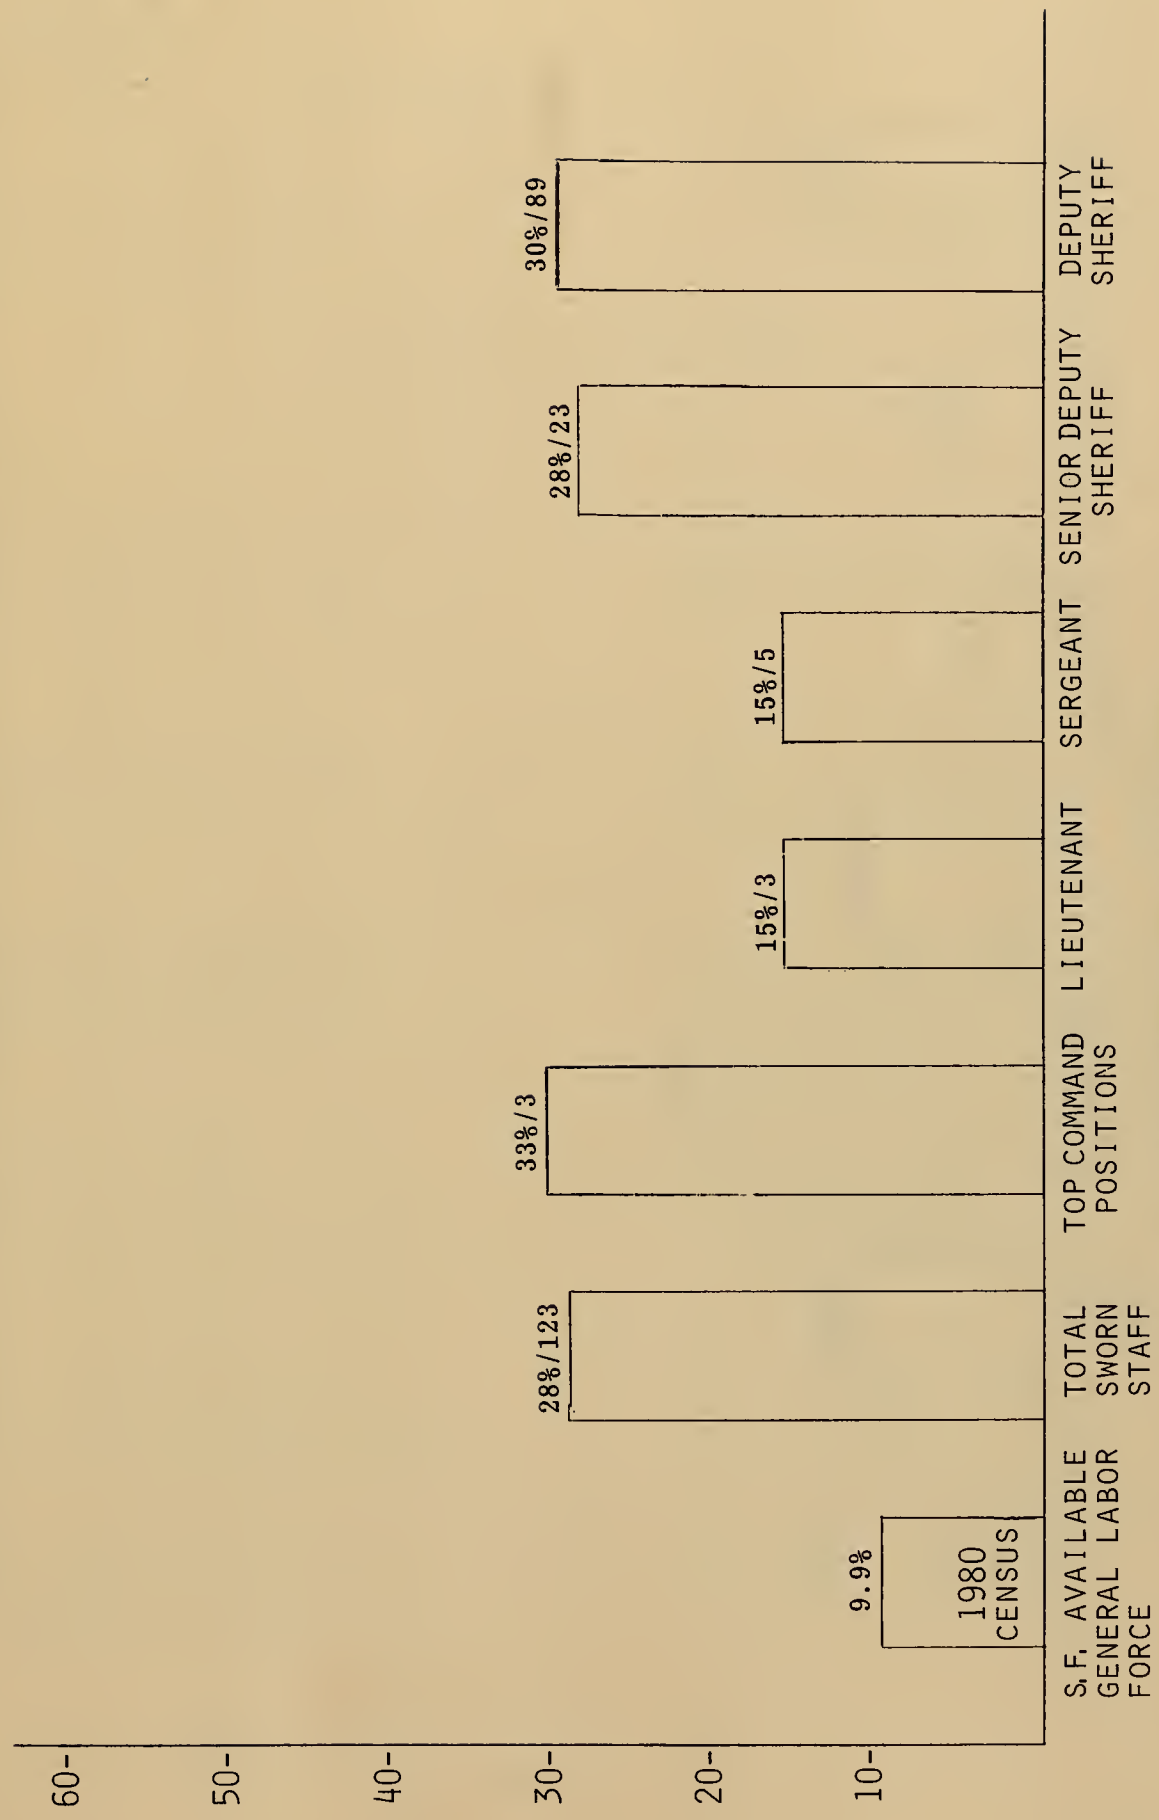 60-
50-
40-
30-
20-
10-
9.9%
1980
CENSUS
28%/123
33%/3
15%/3
15%/5
28%/23
30%/89
S.F. AVAILABLE
GENERAL LABOR
FORCE
TOTAL
SWORN
STAFF
TOP COMMAND
POSITIONS
LIEUTENANT
SERGEANT
SENIOR DEPUTY
SHERIFF
DEPUTY
SHERIFF